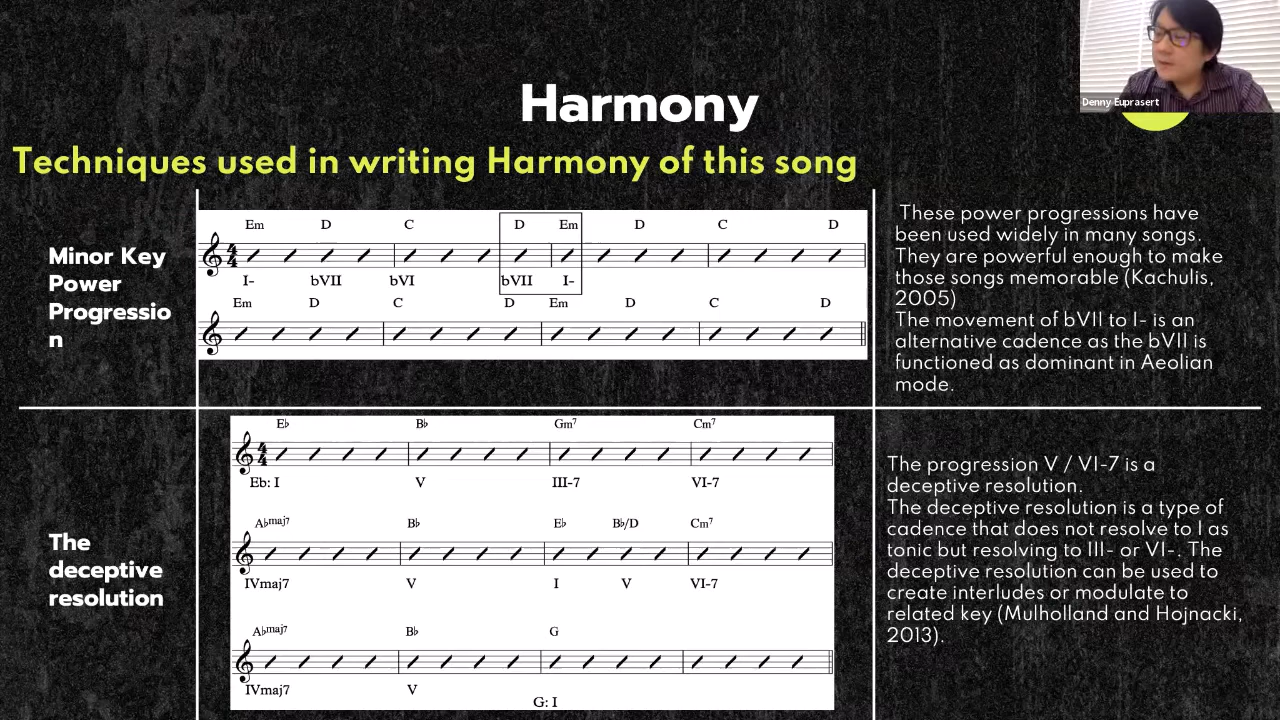 Denny Euprasert
Harmony
Techniques used in writing Harmony of this song
Minor Key
Power
Progressio
n
Em D C D Em D C D
4
4
I- bVII bVI bVII I-
Em D C D Em D C D
These power progressions have
been used widely in many songs.
They are powerful enough to make
those songs memorable (Kachulis,
2005)
The movement of bVII to I- is an
alternative cadence as the bVII is
functioned as dominant in Aeolian
mode.
The
deceptive
resolution
E♭ B♭ Gm7 Cm7
4
4
Eb: I V III-7 VI-7
A♭maj7 B♭ E♭ B♭/D Cm7
IVmaj7 V I V VI-7
A♭maj7 B♭ G
IVmaj7 V
G: I
The progression V / VI-7 is a
deceptive resolution.
The deceptive resolution is a type of
cadence that does not resolve to I as
tonic but resolving to III- or VI-. The
deceptive resolution can be used to
create interludes or modulate to
related key (Mulholland and Hojnacki,
2013).